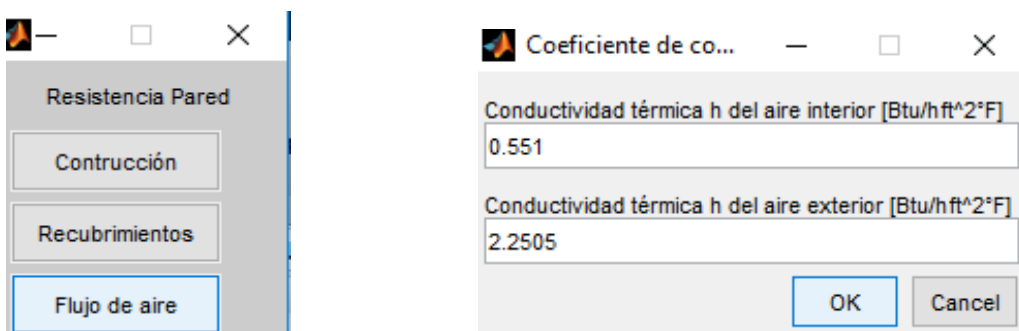 Resistencia Pared
Contrucción
Recubrimientos
Flujo de aire
Coeficiente de co...
Conductividad térmica h del aire interior [Btu/hft^2°F]
0.551
Conductividad térmica h del aire exterior [Btu/hft^2°F]
2.2505
OK Cancel